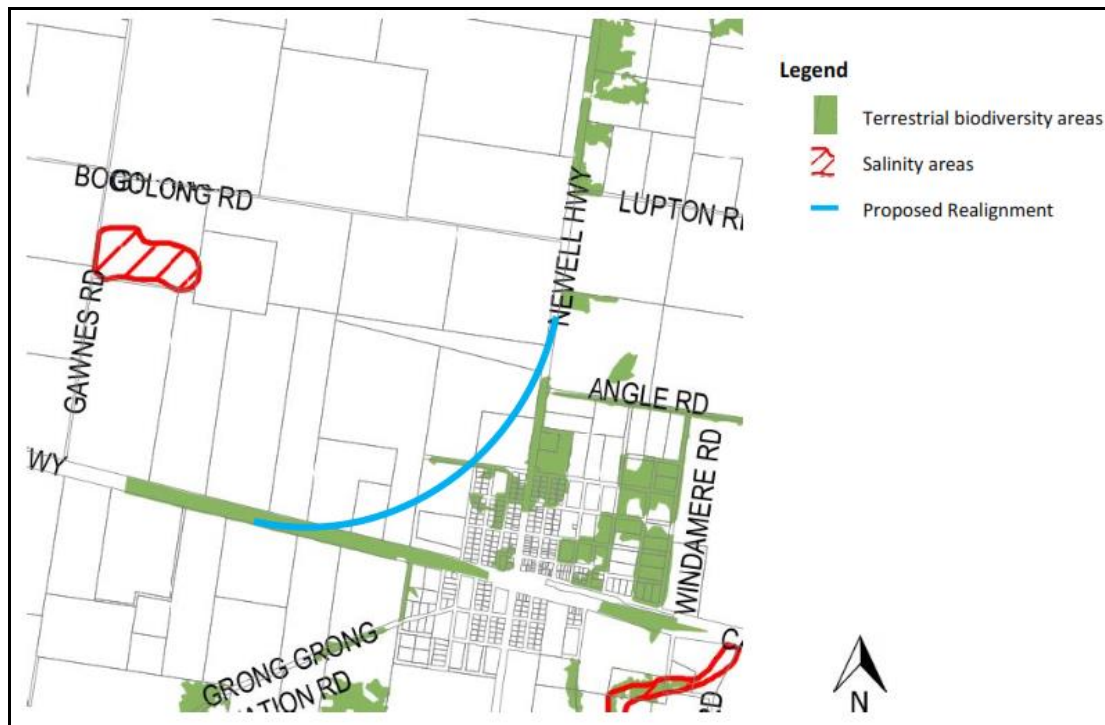 Legend
Terrestrial biodiversity areas
Salinity areas
Proposed Realignment
BOGOLONG RD
LUPTON R
NEWELL HWY
GAWNES RD
ANGLE RD
WINDAMERE RD
WY
GRONG GRONG
ATION RD
N